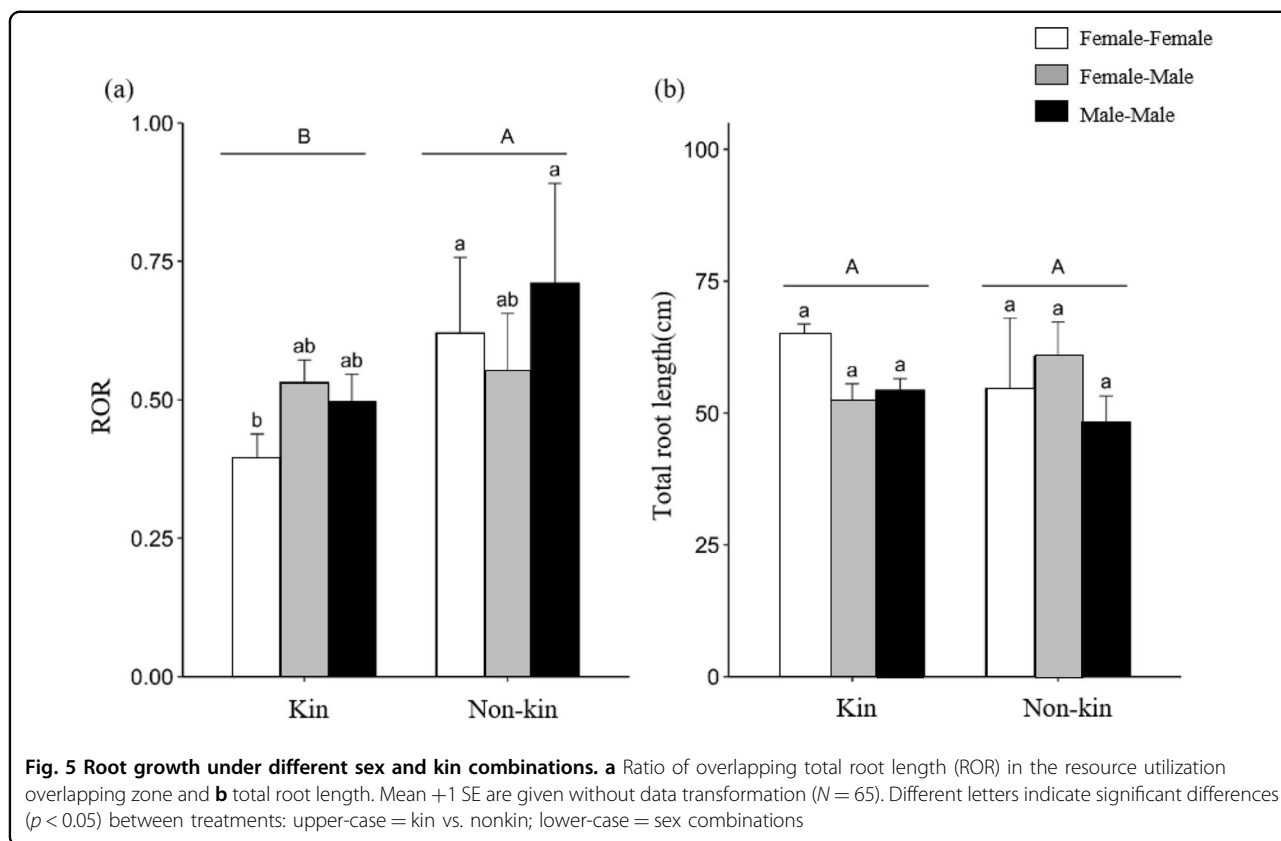 Female-Female
Female-Male
Male-Male
(a)
1.00
0.75
0.50
0.25
0.00
ROR
B
A
b
ab
ab
a
ab
a
Kin
Non-kin
(b)
100
75
50
25
0
Total root length(cm)
A
A
a
a
a
a
a
a
Kin
Non-kin
Fig. 5 Root growth under different sex and kin combinations. a Ratio of overlapping total root length (ROR) in the resource utilization
overlapping zone and b total root length. Mean +1 SE are given without data transformation (N = 65). Different letters indicate significant differences
(p < 0.05) between treatments: upper-case = kin vs. nonkin; lower-case = sex combinations